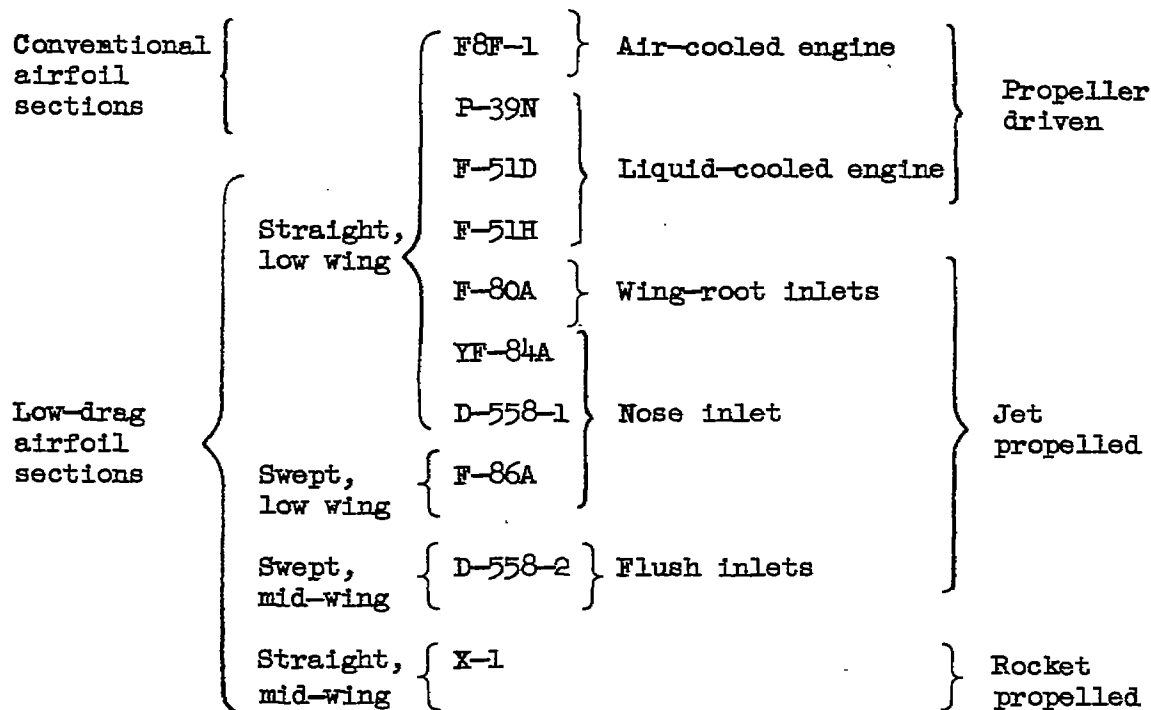 Conventional airfoil sections
F8F-1
Air-cooled engine
P-39N
Propeller driven
F-51D
Liquid-cooled engine
F-51H
Straight, low wing
F-80A
Wing-root inlets
YF-84A
Low-drag airfoil sections
D-558-1
Nose inlet
Jet propelled
Swept, low wing
F-86A
Swept, mid-wing
D-558-2
Flush inlets
Straight, mid-wing
X-1
Rocket propelled